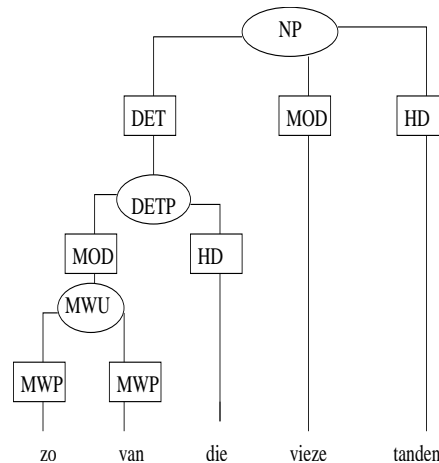 NP
DET MOD HD
DETP
MOD HD
MWU
MWP MWP
zo van die vieze tanden